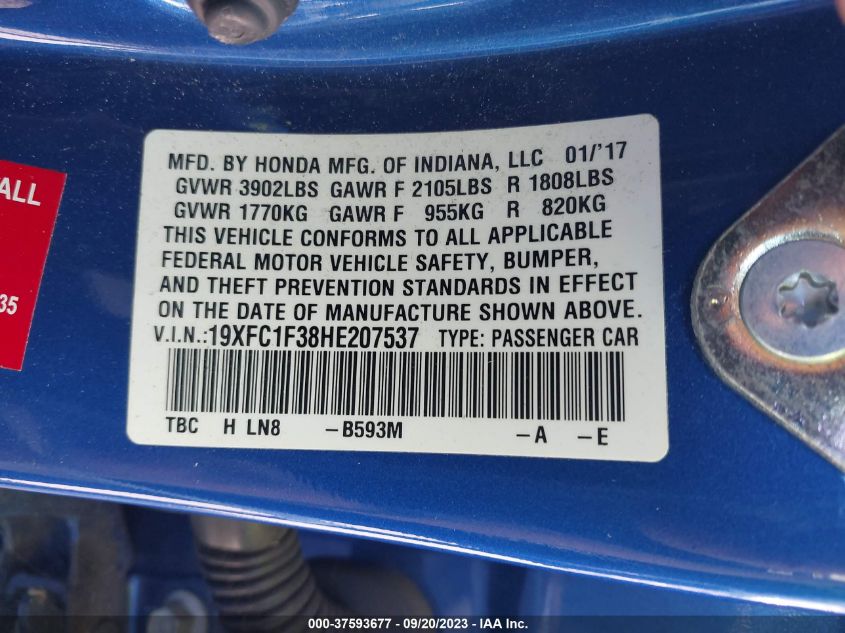 MFD. BY HONDA MFG. OF INDIANA, LLC 01/'17
GVWR 3902LBS GAWR F 2105LBS R 1808LBS
GVWR 1770KG GAWR F 955KG R 820KG
THIS VEHICLE CONFORMS TO ALL APPLICABLE
FEDERAL MOTOR VEHICLE SAFETY, BUMPER,
AND THEFT PREVENTION STANDARDS IN EFFECT
ON THE DATE OF MANUFACTURE SHOWN ABOVE.
V.I.N.:19XFC1F38HE207537 TYPE: PASSENGER CAR
TBC H LN8 -B593M -A -E
35
000-37593677 - 09/20/2023 - IAAI Inc.